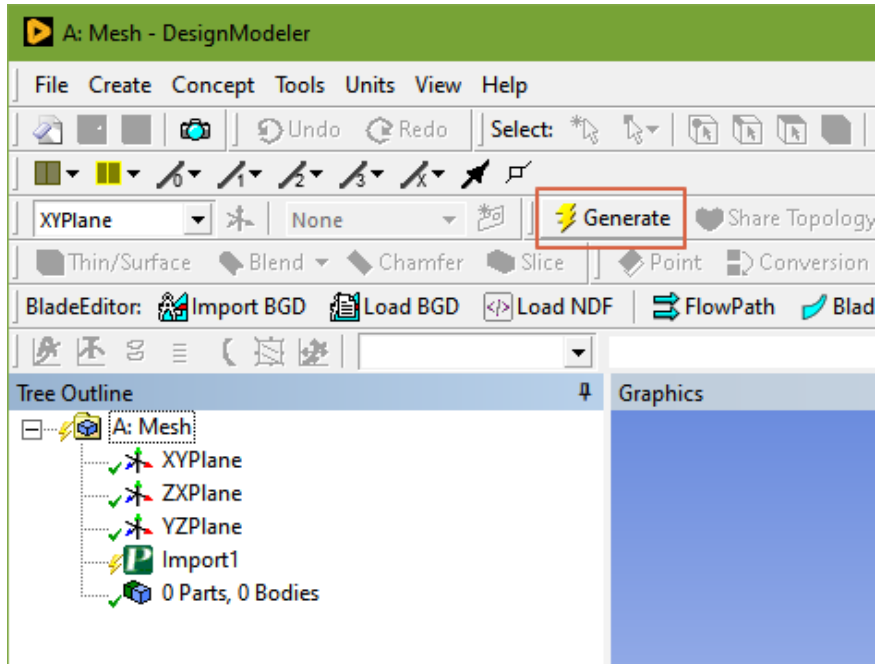 A: Mesh - DesignModeler
File Create Concept Tools Units View Help
Undo Redo Select:
XYPlane None Generate Share Topology
Thin/Surface Blend Chamfer Slice Point Conversion
BladeEditor: Import BGD Load BGD Load NDF FlowPath Blad
Tree Outline Graphics
A: Mesh
XYPlane
ZXPlane
YZPlane
Import1
0 Parts, 0 Bodies